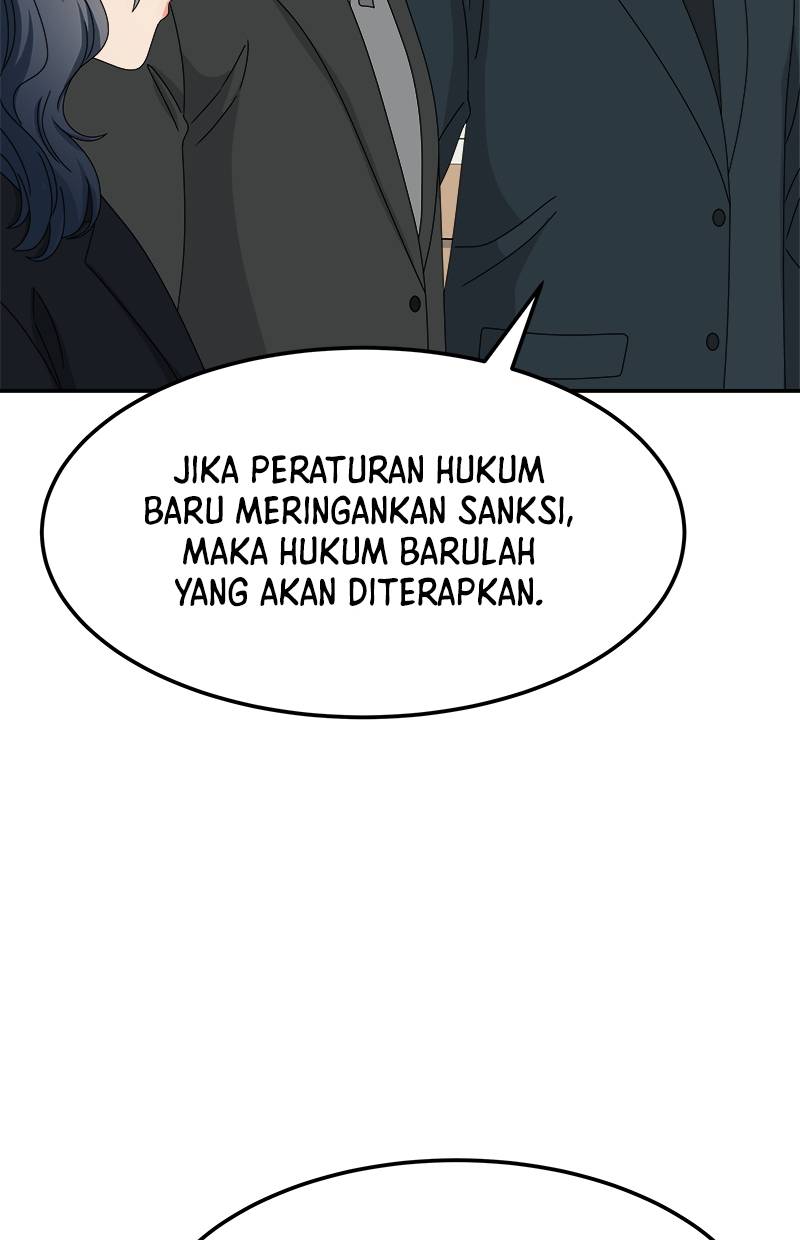 JIKA PERATURAN HUKUM
BARU MERINGANKAN SANKSI,
MAKA HUKUM BARULAH
YANG AKAN DITERAPKAN.